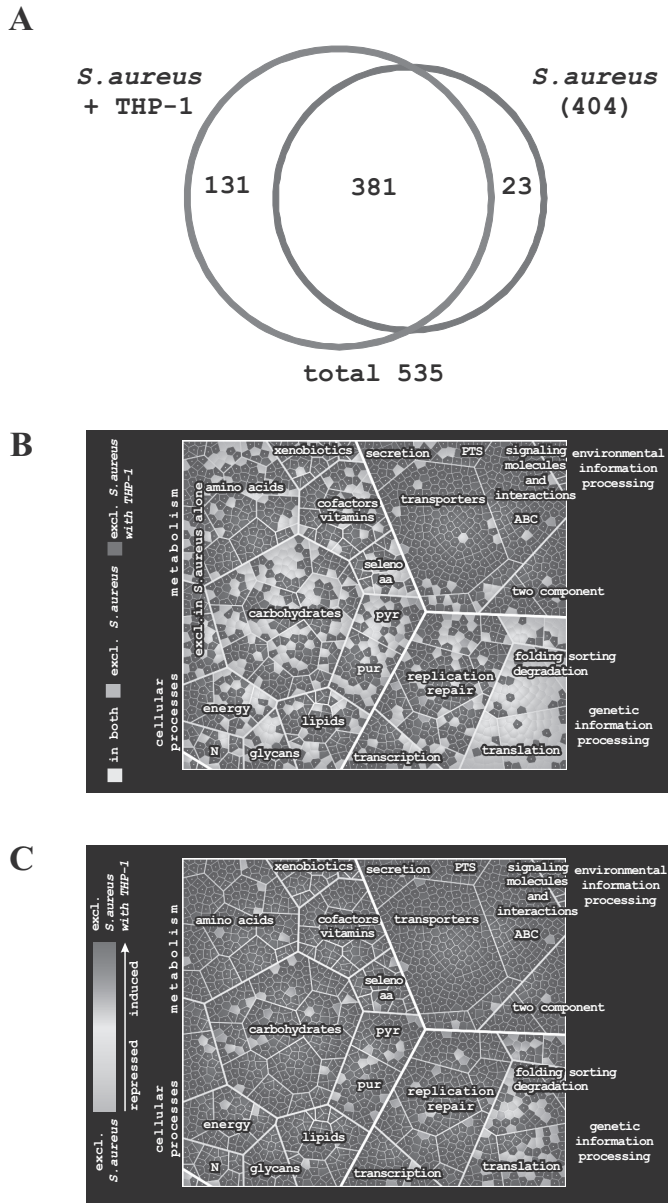 A
S.aureus
+ THP-1
S.aureus
(404)
131
381
23
total 535
B
in both
excl. S.aureus
excl. S.aureus
with THP-1
metabolism
cellular
processes
excl.in S.aureus alone
xenobiotics
amino acids
cofactors
vitamins
seleno
aa
carbohydrates
pyr
pur
energy
lipids
N
glycans
secretion
PTS
signaling
molecules
and
interactions
transporters
ABC
two component
environmental
information
processing
replication
repair
folding sorting
degradation
transcription
translation
genetic
information
processing
C
excl.
S.aureus
with THP-1
repressed
induced
excl.
S.aureus
metabolism
cellular
processes
xenobiotics
amino acids
cofactors
vitamins
seleno
aa
carbohydrates
pyr
pur
energy
lipids
N
glycans
secretion
PTS
signaling
molecules
and
interactions
transporters
ABC
two component
environmental
information
processing
replication
repair
folding sorting
degradation
transcription
translation
genetic
information
processing